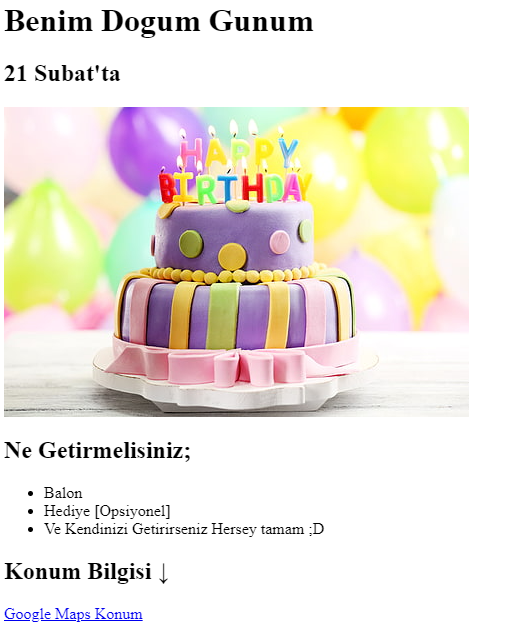 Benim Dogum Gunum
21 Subat'ta
HAPPY
BIRTHDAY
Ne Getirmelisiniz;
Balon
Hediye [Opsiyonel]
Ve Kendinizi Getirirseniz Hersey tamam ;D
Konum Bilgisi ↓
Google Maps Konum